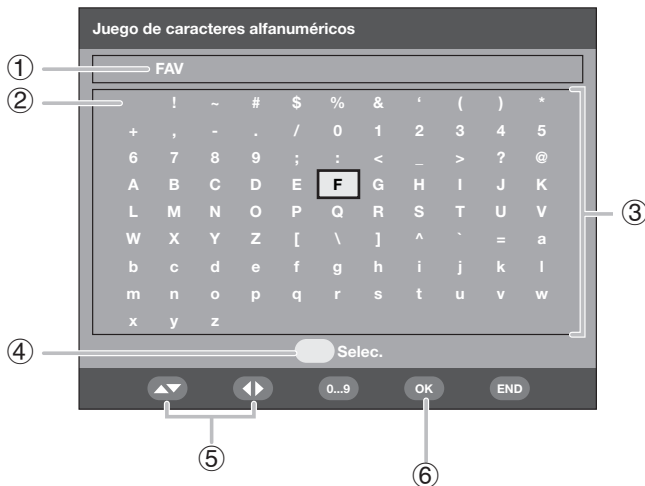 Juego de caracteres alfanuméricos
① FAV
② ! ~ # $ % & ‘ ( ) *
+ , - . / 0 1 2 3 4 5
6 7 8 9 ; : < _ > ? @
A B C D E F G H I J K
L M N O P Q R S T U V
③
W X Y Z [ \ ] ^ ` = a
b c d e f g h i j k l
m n o p q r s t u v w
x y z
④ Selec.
0...9 OK END
⑤ ⑥